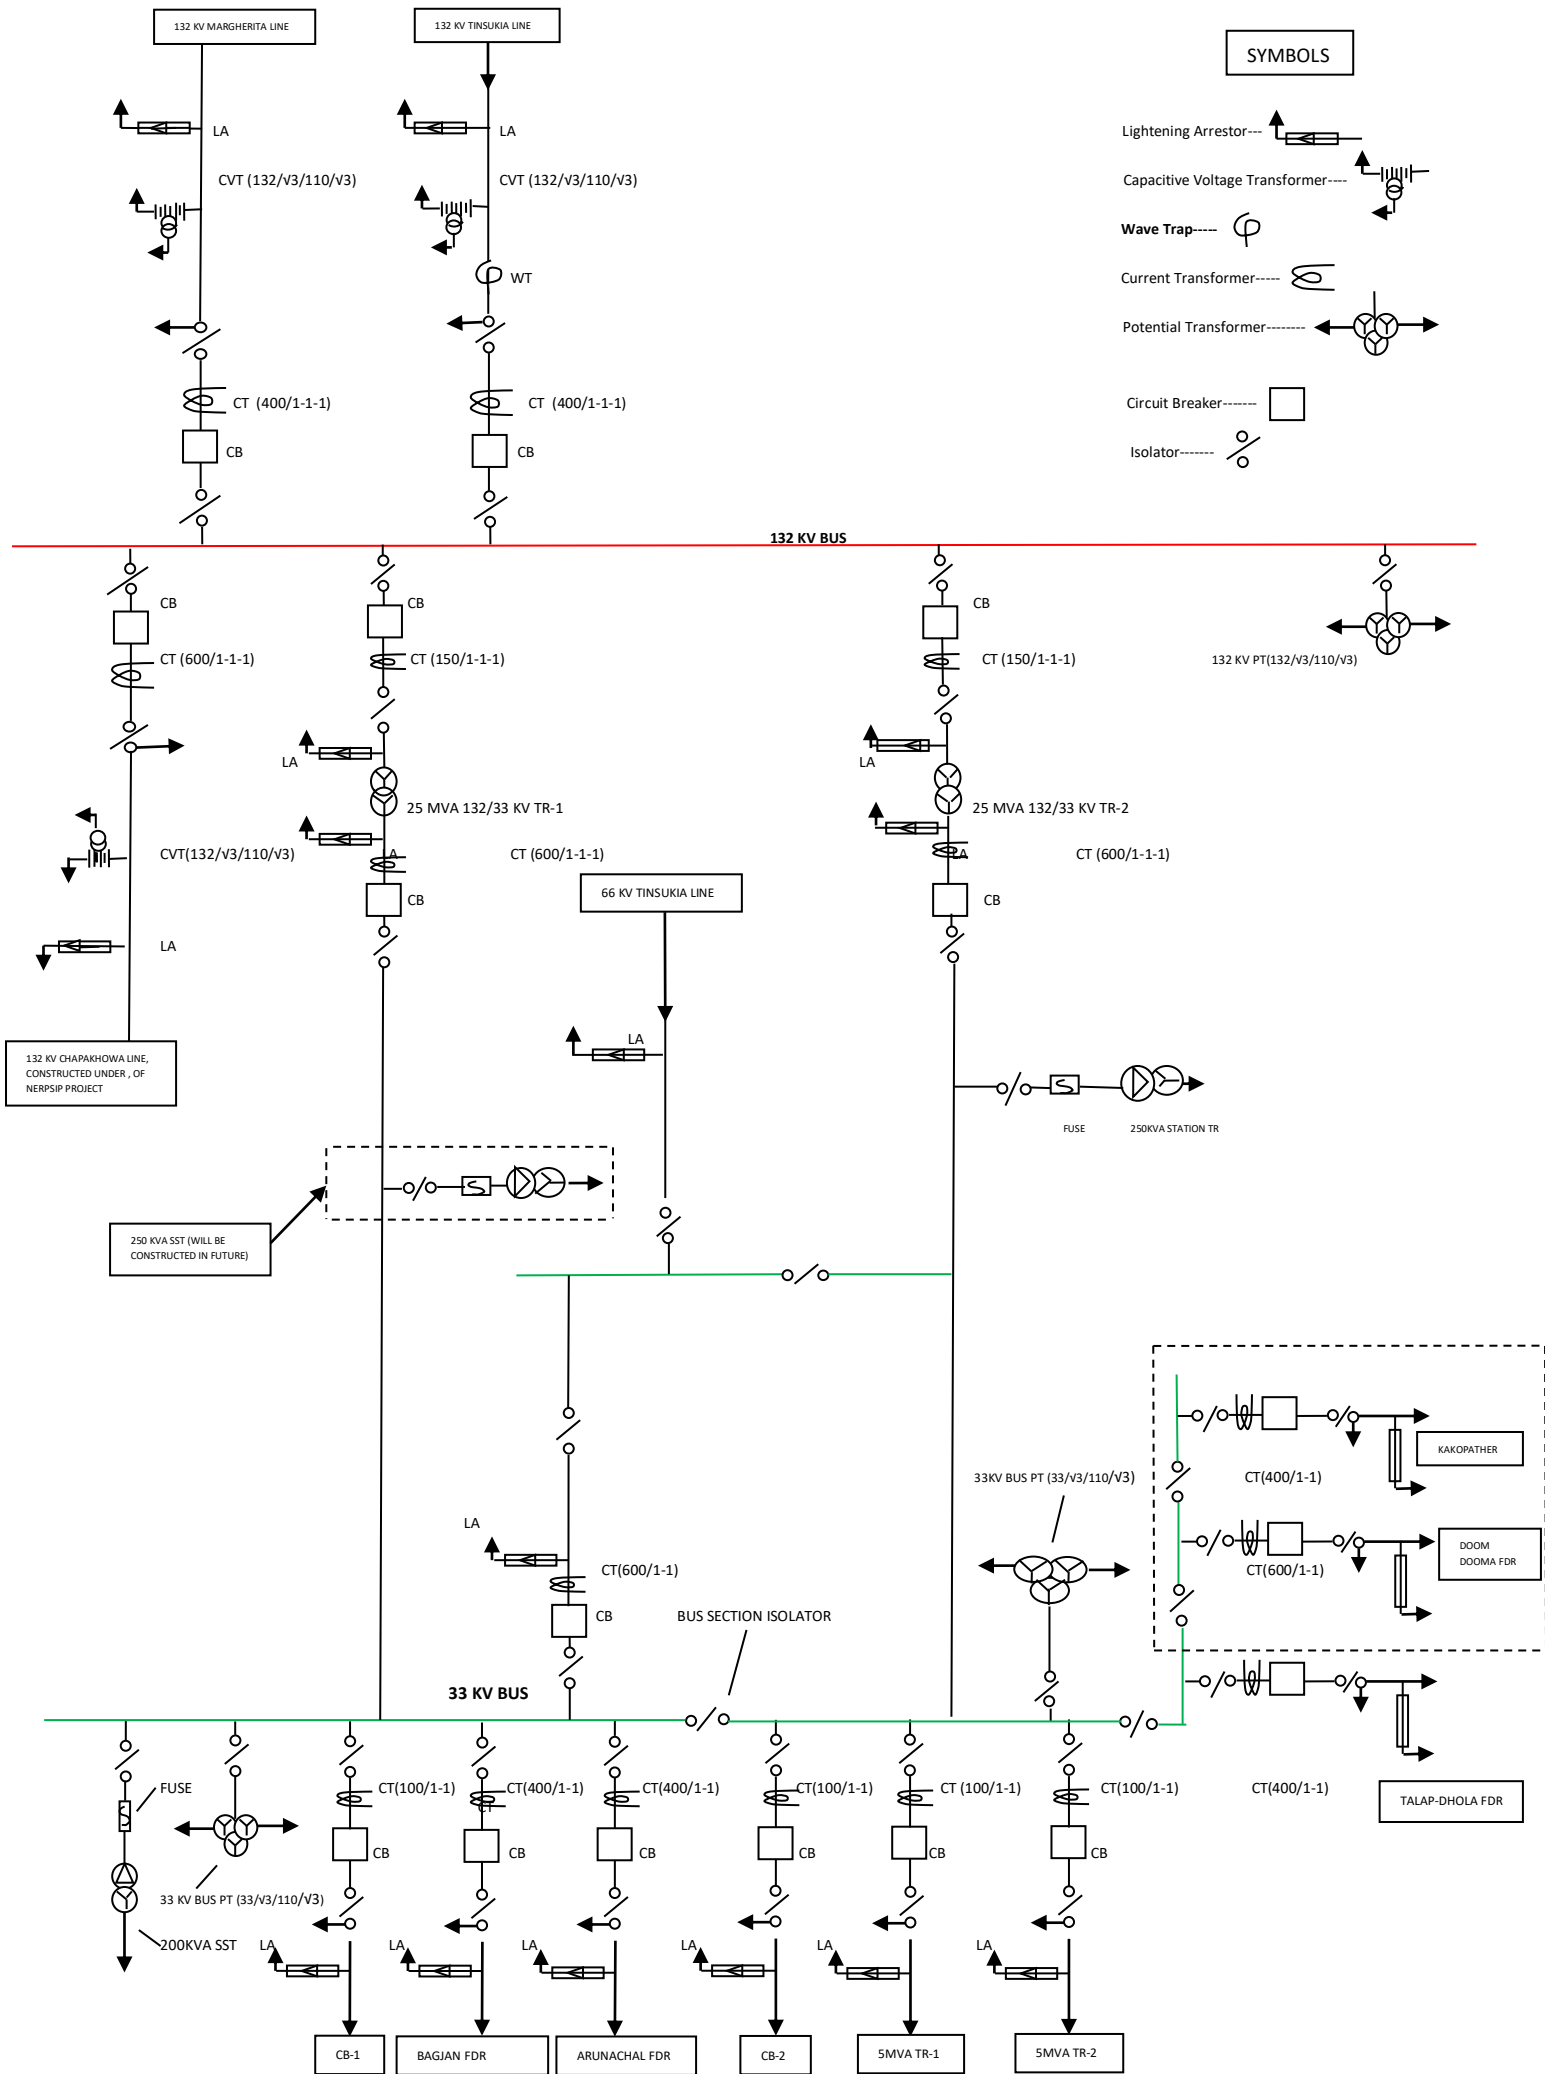 132 KV MARGHERITA LINE
132 KV TINSUKIA LINE
SYMBOLS
LA
LA
Lightening Arrestor---
CVT (132/√3/110/√3)
CVT (132/√3/110/√3)
Capacitive Voltage Transformer----
Wave Trap-----
WT
Current Transformer-----
Potential Transformer--------
CT (400/1-1-1)
CT (400/1-1-1)
Circuit Breaker-------
CB
CB
Isolator-------
132 KV BUS
CB
CB
CB
CT (600/1-1-1)
CT (150/1-1-1)
CT (150/1-1-1)
132 KV PT(132/√3/110/√3)
LA
LA
25 MVA 132/33 KV TR-1
25 MVA 132/33 KV TR-2
CVT(132/√3/110/√3)
LA
CT (600/1-1-1)
LA
CT (600/1-1-1)
66 KV TINSUKIA LINE
CB
CB
LA
LA
132 KV CHAPAKHOWA LINE,
CONSTRUCTED UNDER , OF
NERPSIP PROJECT
FUSE
250KVA STATION TR
250 KVA SST (WILL BE
CONSTRUCTED IN FUTURE)
KAKOPATHER
33KV BUS PT (33/√3/110/√3)
CT(400/1-1)
LA
DOOM
DOOMA FDR
CT(600/1-1)
CT(600/1-1)
CB
BUS SECTION ISOLATOR
33 KV BUS
FUSE
CT(100/1-1)
CT(400/1-1)
CT
CT(400/1-1)
CT(100/1-1)
CT (100/1-1)
CT(100/1-1)
CT(400/1-1)
TALAP-DHOLA FDR
CB
CB
CB
CB
CB
CB
33 KV BUS PT (33/√3/110/√3)
200KVA SST
LA
LA
LA
LA
LA
LA
CB-1
BAGJAN FDR
ARUNACHAL FDR
CB-2
5MVA TR-1
5MVA TR-2